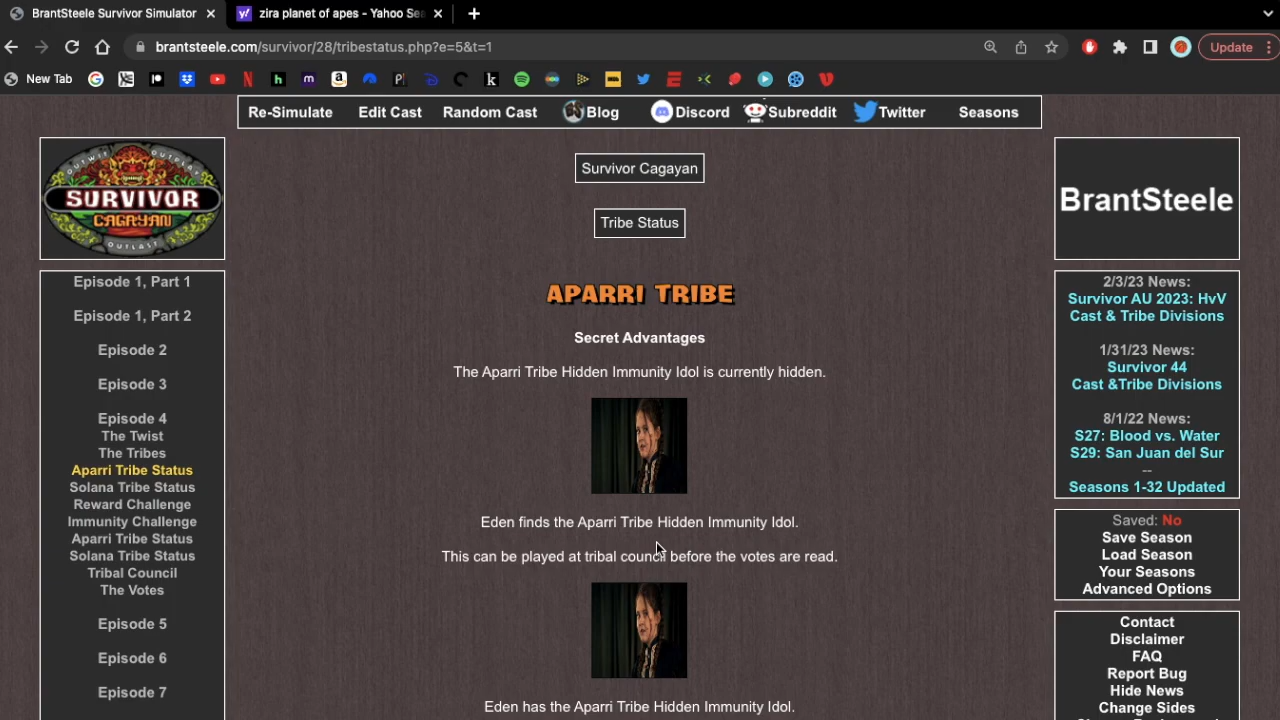 BrantSteele Survivor Simulator
zira planet of apes - Yahoo Se
brantsteele.com/survivor/28/tribestatus.php?e=5&t=1
Update
New Tab
Re-Simulate Edit Cast Random Cast Blog Discord Subreddit Twitter Seasons
OUTWIT OUTPLAY
SURVIVOR
CAGAYAN
OUTLAST
Episode 1, Part 1
Episode 1, Part 2
Episode 2
Episode 3
Episode 4
The Twist
The Tribes
Aparri Tribe Status
Solana Tribe Status
Reward Challenge
Immunity Challenge
Aparri Tribe Status
Solana Tribe Status
Tribal Council
The Votes
Episode 5
Episode 6
Episode 7
Survivor Cagayan
Tribe Status
APARRI TRIBE
Secret Advantages
The Aparri Tribe Hidden Immunity Idol is currently hidden.
Eden finds the Aparri Tribe Hidden Immunity Idol.
This can be played at tribal council before the votes are read.
Eden has the Aparri Tribe Hidden Immunity Idol.
BrantSteele
2/3/23 News:
Survivor AU 2023: HvV
Cast & Tribe Divisions
1/31/23 News:
Survivor 44
Cast &Tribe Divisions
8/1/22 News:
S27: Blood vs. Water
S29: San Juan del Sur
--
Seasons 1-32 Updated
Saved: No
Save Season
Load Season
Your Seasons
Advanced Options
Contact
Disclaimer
FAQ
Report Bug
Hide News
Change Sides